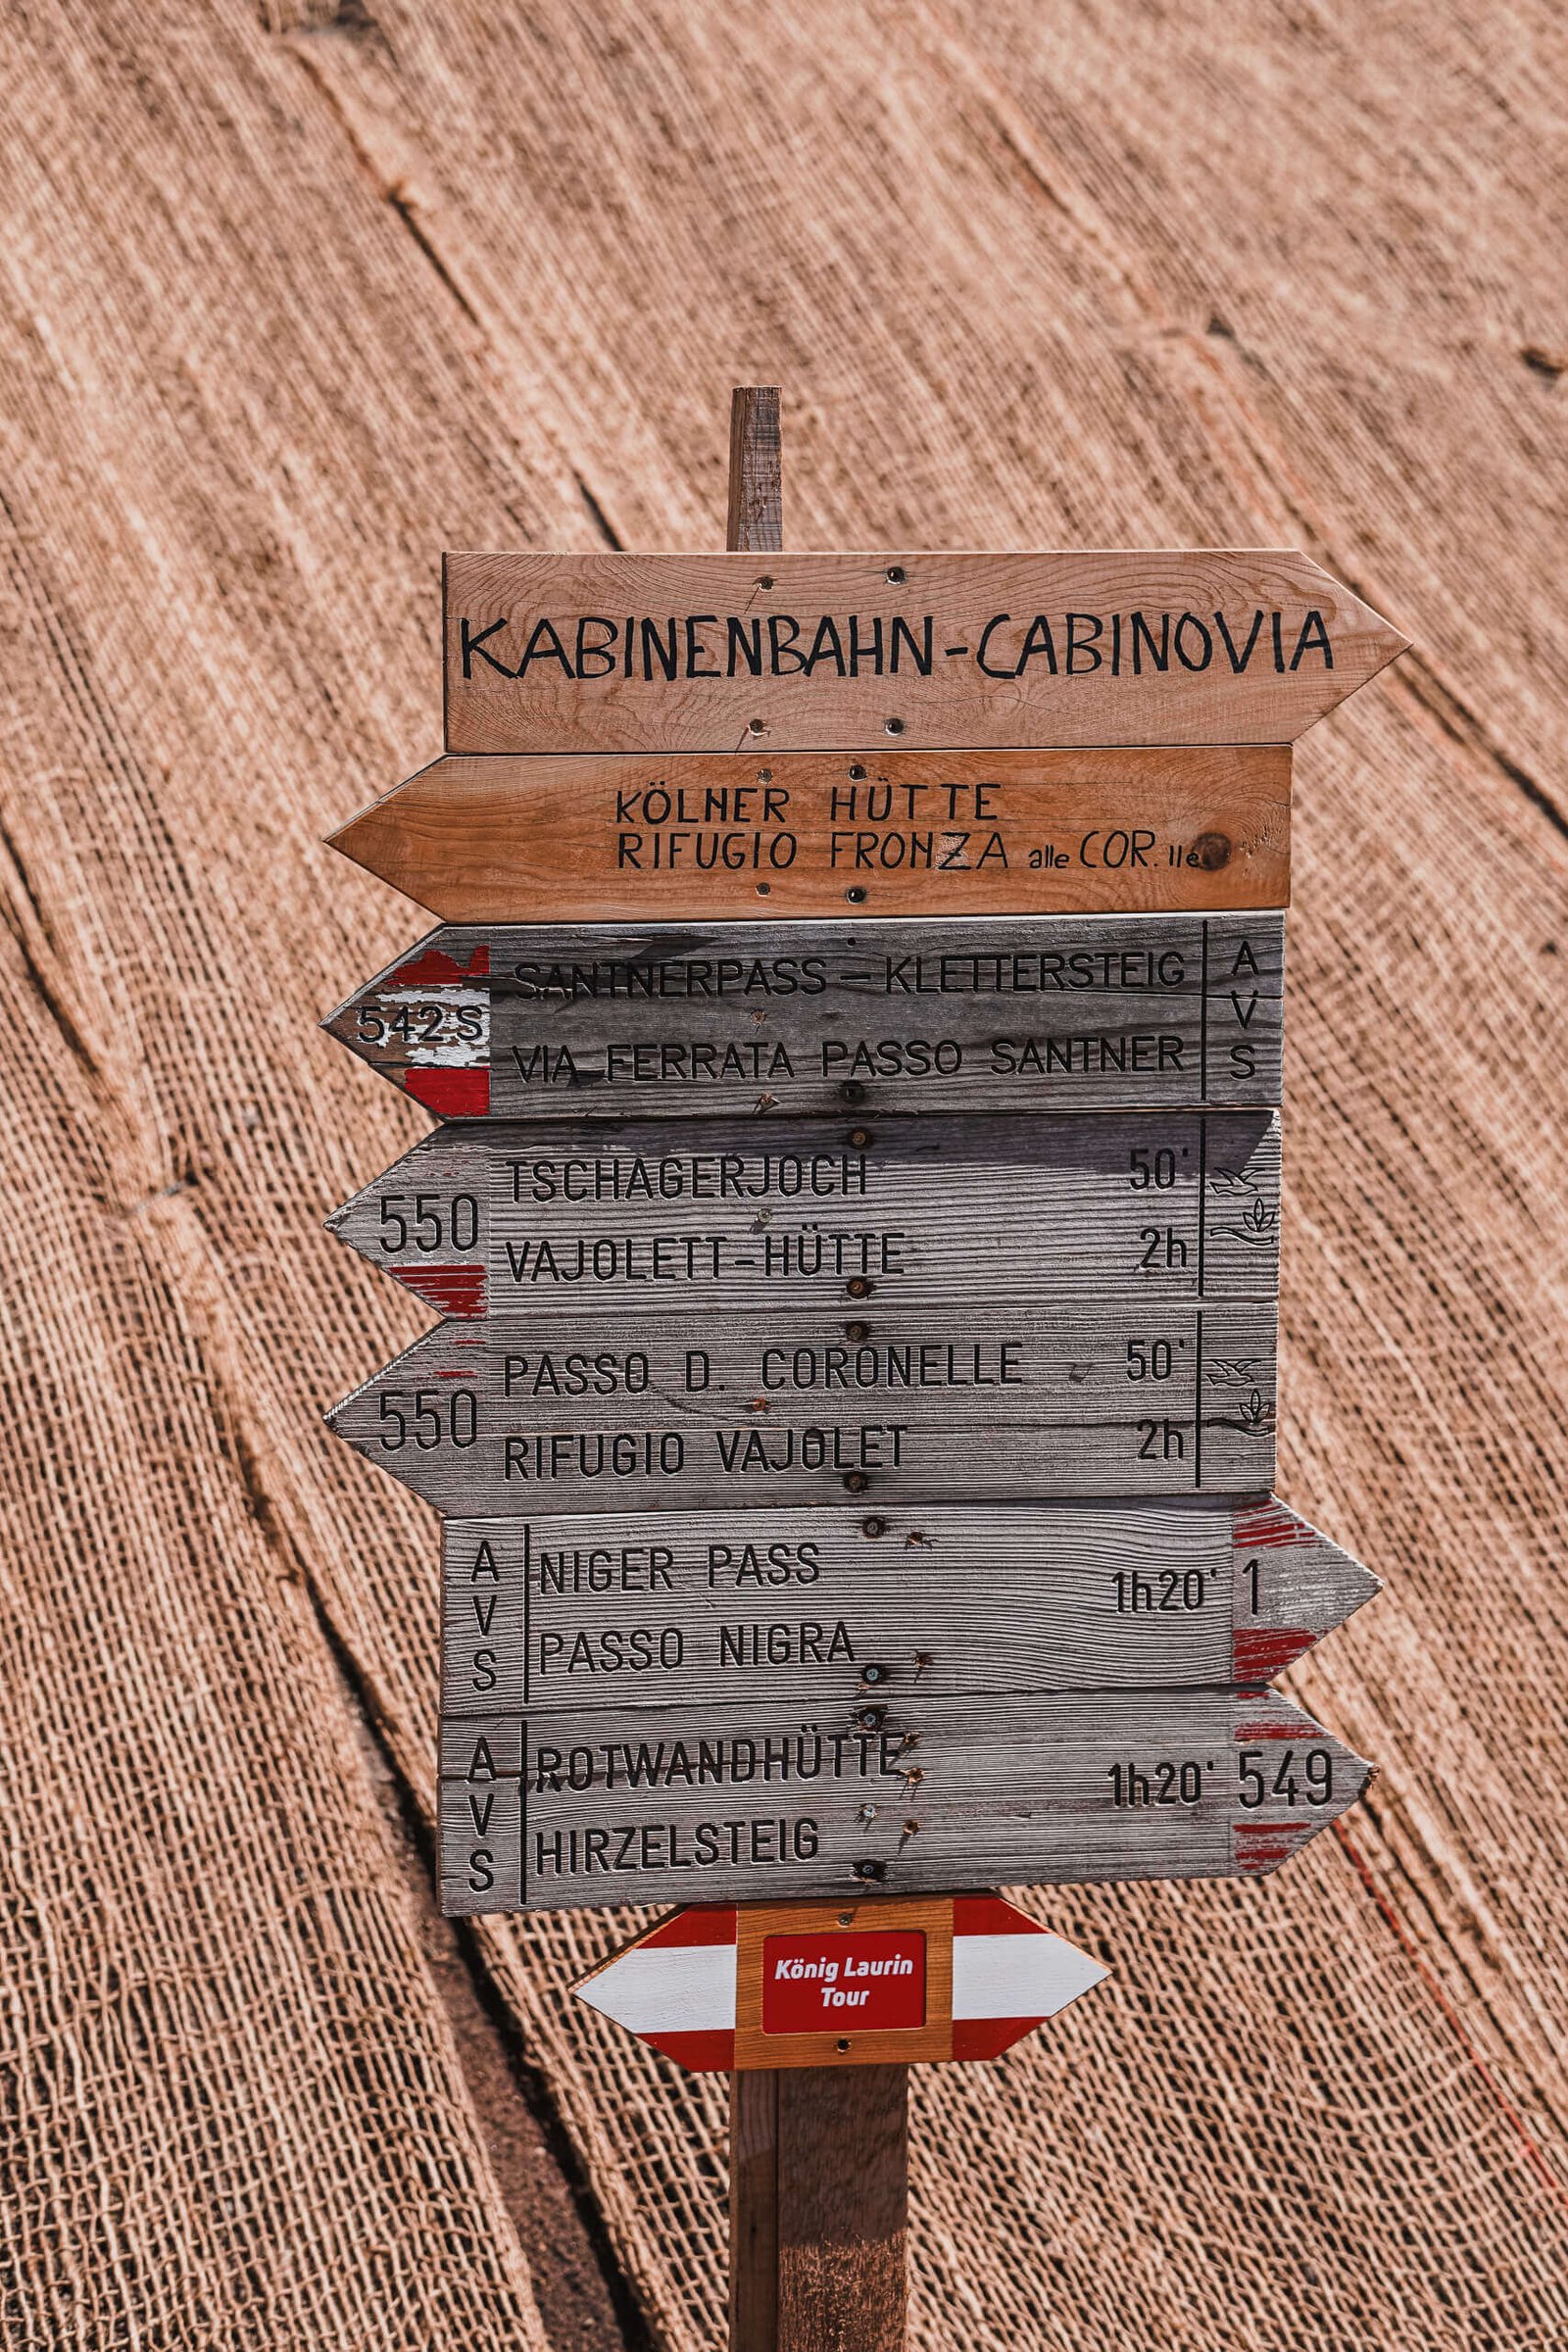 KABINENBAHN-CABINOVIA
KÖLNER HÜTTE
RIFUGIO FRONZA alle COR.lle
542S
SANTNERPASS – KLETTERSTEIG
VIA FERRATA PASSO SANTNER
AVS
550
TSCHAGERJOCH 50'
VAJOLETT-HÜTTE 2h
550
PASSO D. CORONELLE 50'
RIFUGIO VAJOLET 2h
AVS
NIGER PASS
PASSO NIGRA
1h20' 1
AVS
ROTWANDHÜTTE
HIRZELSTEIG
1h20' 549
König Laurin
Tour